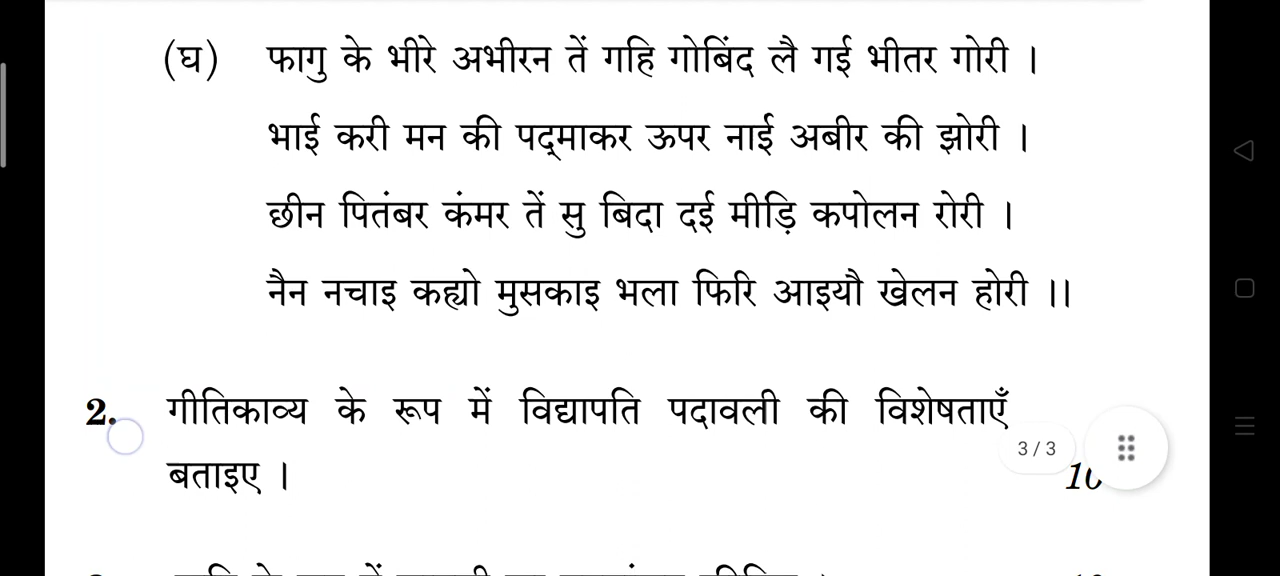 (घ) फागु के भीरे अभीरन तें गहि गोबिंद लै गई भीतर गोरी ।
भाई करी मन की पद्‌माकर ऊपर नाई अबीर की झोरी ।
छीन पितंबर कंमर तें सु बिदा दई मीड़ि कपोलन रोरी ।
नैन नचाइ कह्यो मुसकाइ भला फिरि आइयौ खेलन होरी ।।
2. गीतिकाव्य के रूप में विद्यापति पदावली की विशेषताएँ
3/3
बताइए । 10